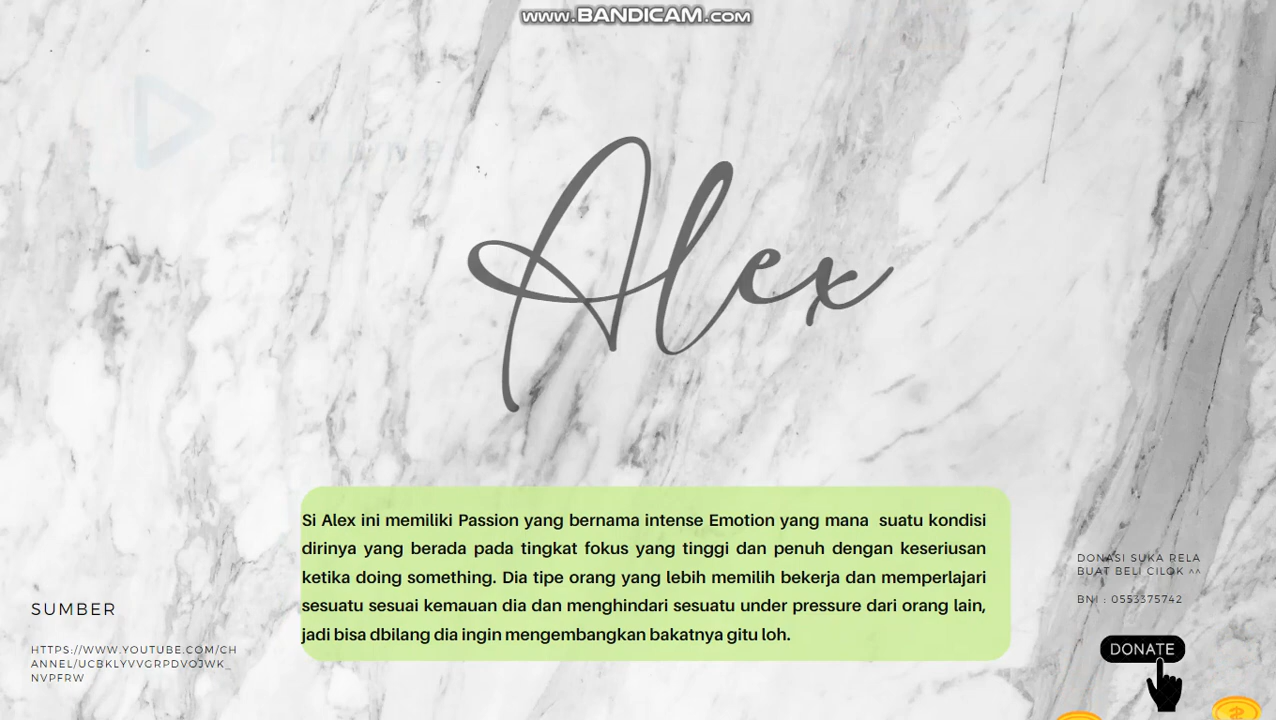 www.BANDICAM.com
Channel
Alex
Si Alex ini memiliki Passion yang bernama intense Emotion yang mana suatu kondisi
dirinya yang berada pada tingkat fokus yang tinggi dan penuh dengan keseriusan
ketika doing something. Dia tipe orang yang lebih memilih bekerja dan memperlajari
sesuatu sesuai kemauan dia dan menghindari sesuatu under pressure dari orang lain,
jadi bisa dbilang dia ingin mengembangkan bakatnya gitu loh.
SUMBER
HTTPS://WWW.YOUTUBE.COM/CH
ANNEL/UCBKLYVVGRPDVOJWK_
NVPFRW
DONASI SUKA RELA
BUAT BELI CILOK ^^
BNI : 0553375742
DONATE